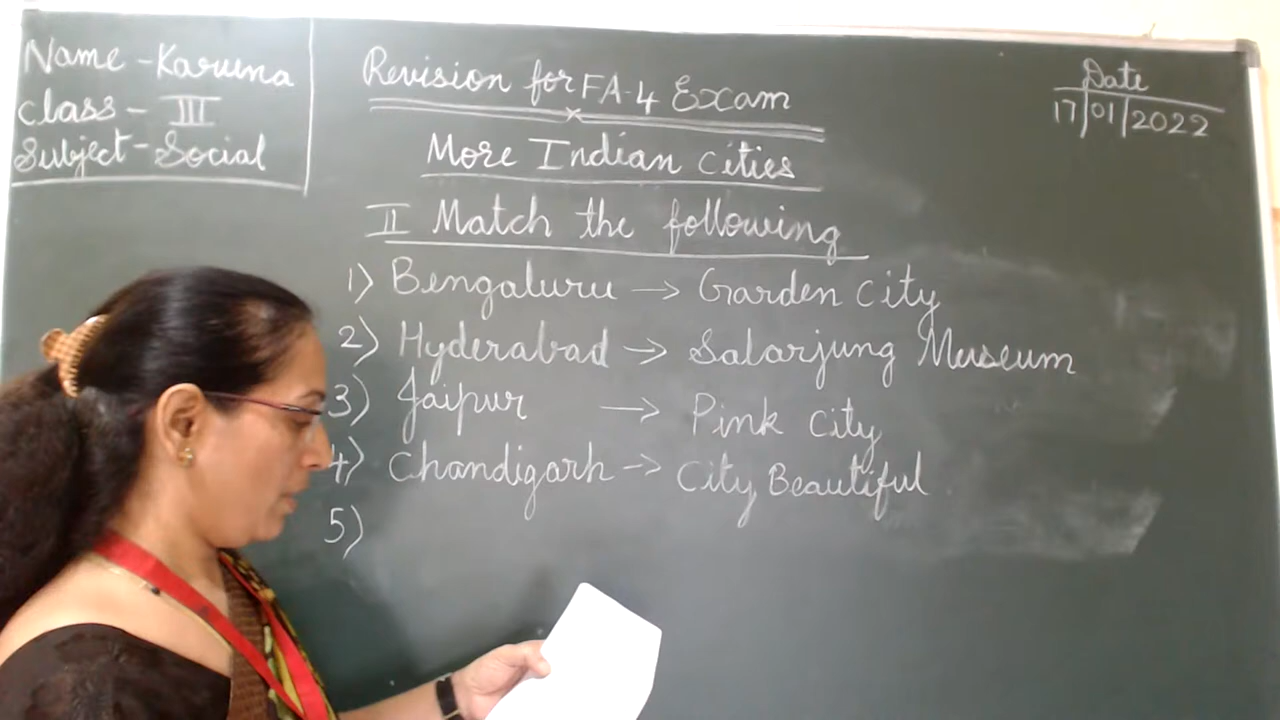 Name - Karuna
Class - III
Subject - Social
Revision for FA-4 Exam
Date
17/01/2022
More Indian Cities
II Match the following
1) Bengaluru → Garden City
2) Hyderabad → Salarjung Museum
3) Jaipur → Pink City
4) Chandigarh → City Beautiful
5)